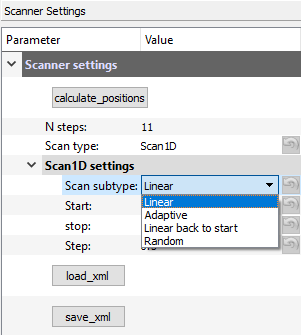 Scanner Settings
Parameter Value
Scanner settings
calculate_positions
N steps: 11
Scan type: Scan1D
Scan1D settings
Scan subtype: Linear
Linear
Start:
Adaptive
stop:
Linear back to start
Step
Random
load_xml
save_xml